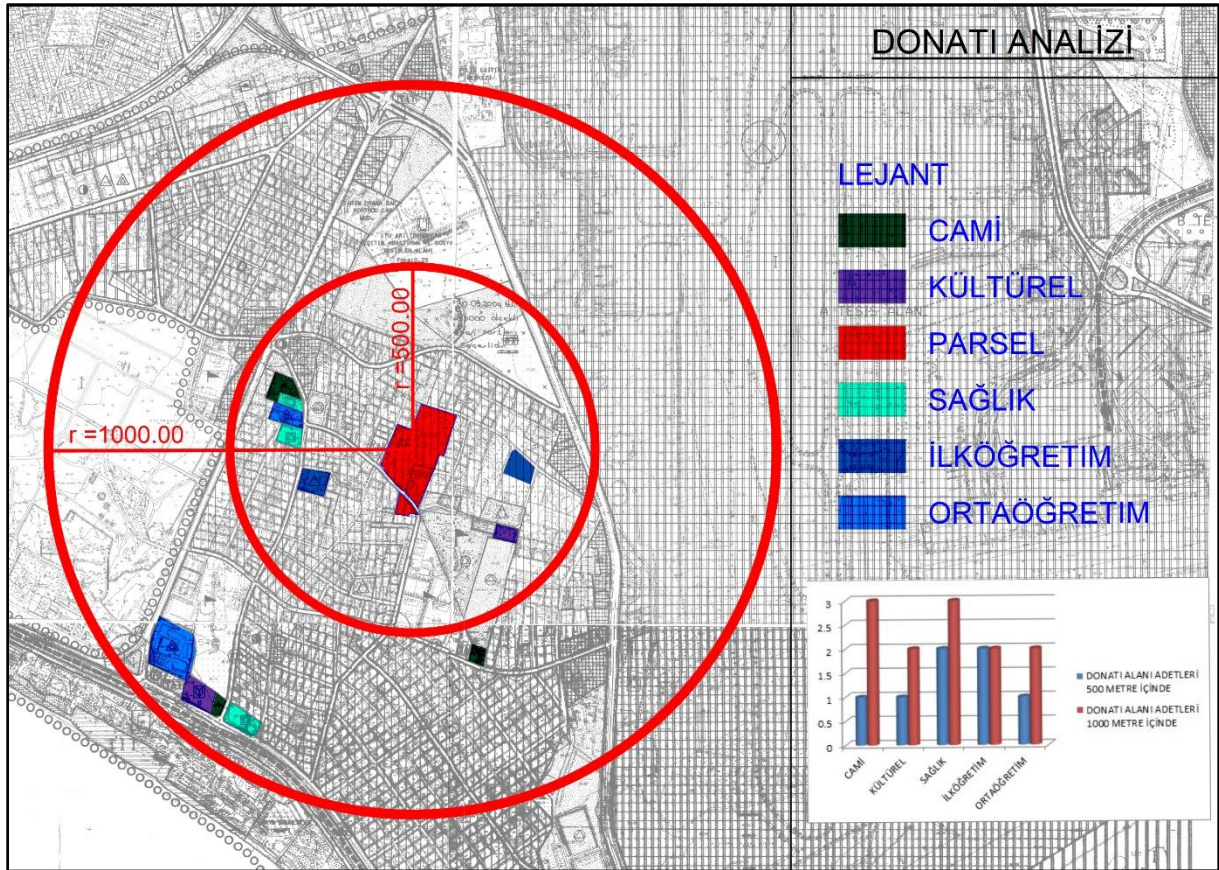 DONATI ANALİZİ
LEJANT
CAMİ
KÜLTÜREL
PARSEL
SAĞLIK
İLKÖĞRETIM
ORTAÖĞRETIM
r =500.00
r =1000.00
3
2.5
2
1.5
1
0.5
0
CAMİ
KÜLTÜREL
SAĞLIK
İLKÖĞRETİM
ORTAÖĞRETİM
DONATI ALANI ADETLERİ
500 METRE İÇİNDE
DONATI ALANI ADETLERİ
1000 METRE İÇİNDE